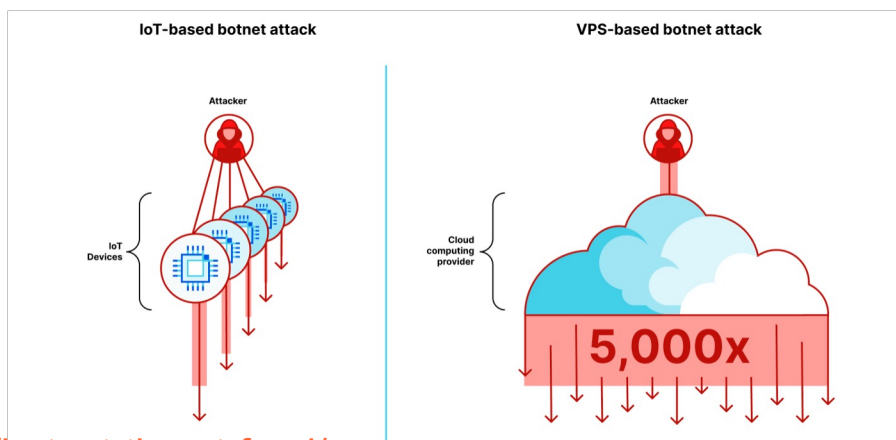 IoT-based botnet attack
VPS-based botnet attack
Attacker
Attacker
IoT
Devices
Cloud
computing
provider
5,000x